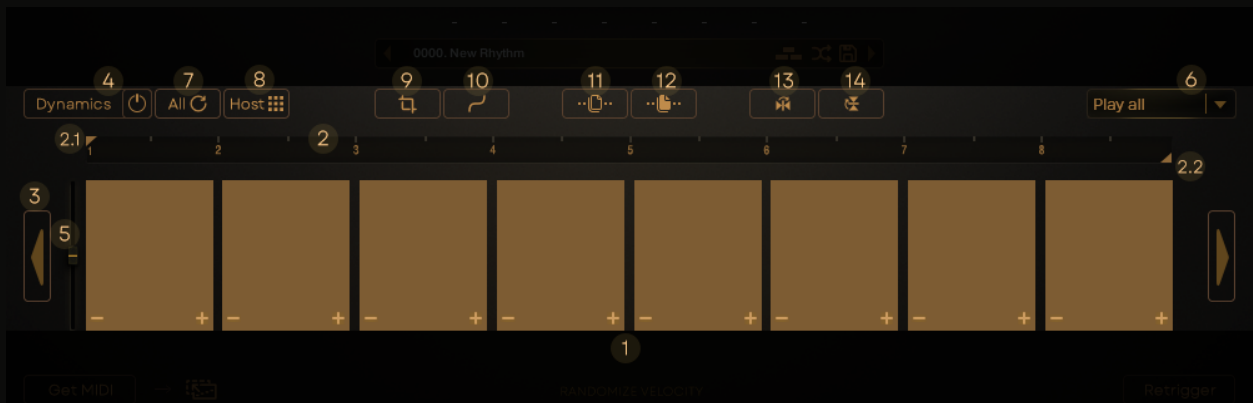 0000. New Rhythm
4 7 8 9 10 11 12 13 14 6
Dynamics All Host Play all
2.1 2
1 2 3 4 5 6 7 8
2.2
3
5
− + − + − + − + − + − + − + − +
1
Get MIDI RANDOMIZE VELOCITY Retrigger